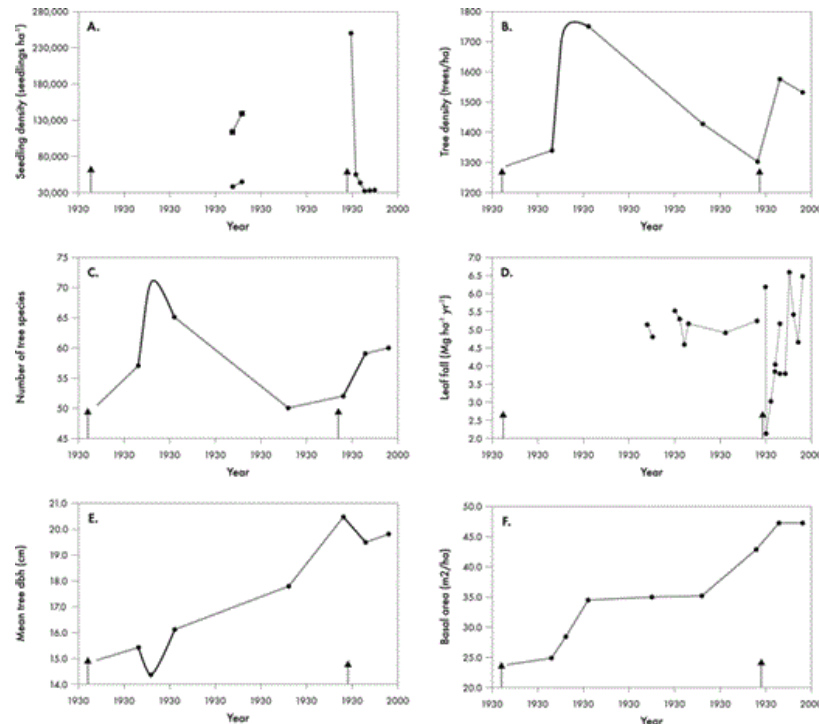 280,000
250,000
180,000
130,000
80,000
30,000
Seedling density (seedlings ha⁻¹)
A.
1930 1930 1930 1930 1930 1930 1930 2000
Year
1800
1700
1600
1500
1400
1300
1200
Tree density (trees/ha)
B.
1930 1930 1930 1930 1930 1930 1930 2000
Year
75
70
65
60
55
50
45
Number of tree species
C.
1930 1930 1930 1930 1930 1930 1930 2000
Year
7.0
6.5
6.0
5.5
5.0
4.5
4.0
3.5
3.0
2.5
2.0
Leaf fall (Mg ha⁻¹ yr⁻¹)
D.
1930 1930 1930 1930 1930 1930 1930 2000
Year
21.0
20.0
19.0
18.0
17.0
16.0
15.0
14.0
Mean tree dbh (cm)
E.
1930 1930 1930 1930 1930 1930 1930 2000
Year
50.0
45.0
40.0
35.0
30.0
25.0
20.0
Basal area (m2/ha)
F.
1930 1930 1930 1930 1930 1930 1930 2000
Year